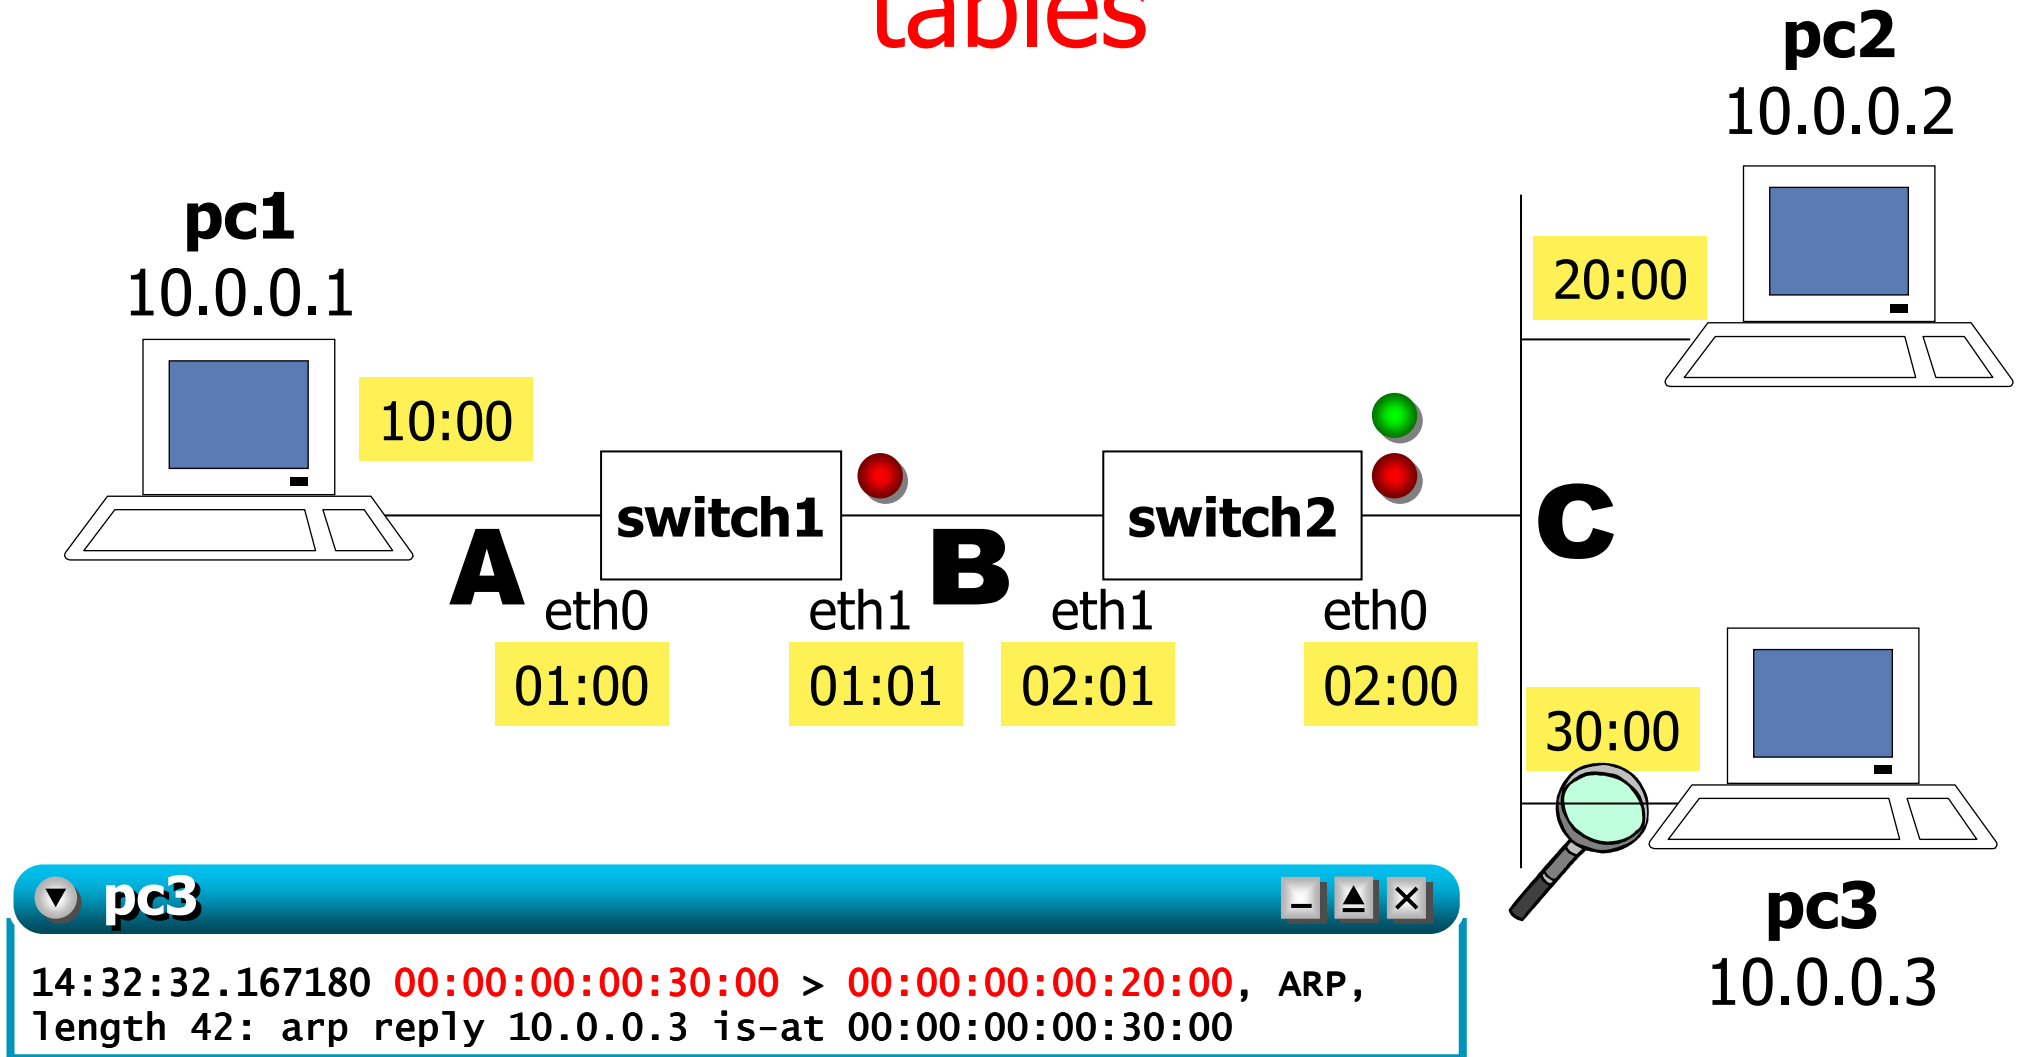 tables
pc2
10.0.0.2
pc1
10.0.0.1
20:00
10:00
switch1
switch2
A
B
C
eth0
eth1
eth1
eth0
01:00
01:01
02:01
02:00
30:00
pc3
10.0.0.3
pc3
14:32:32.167180 00:00:00:00:30:00 > 00:00:00:00:20:00, ARP,
length 42: arp reply 10.0.0.3 is-at 00:00:00:00:30:00